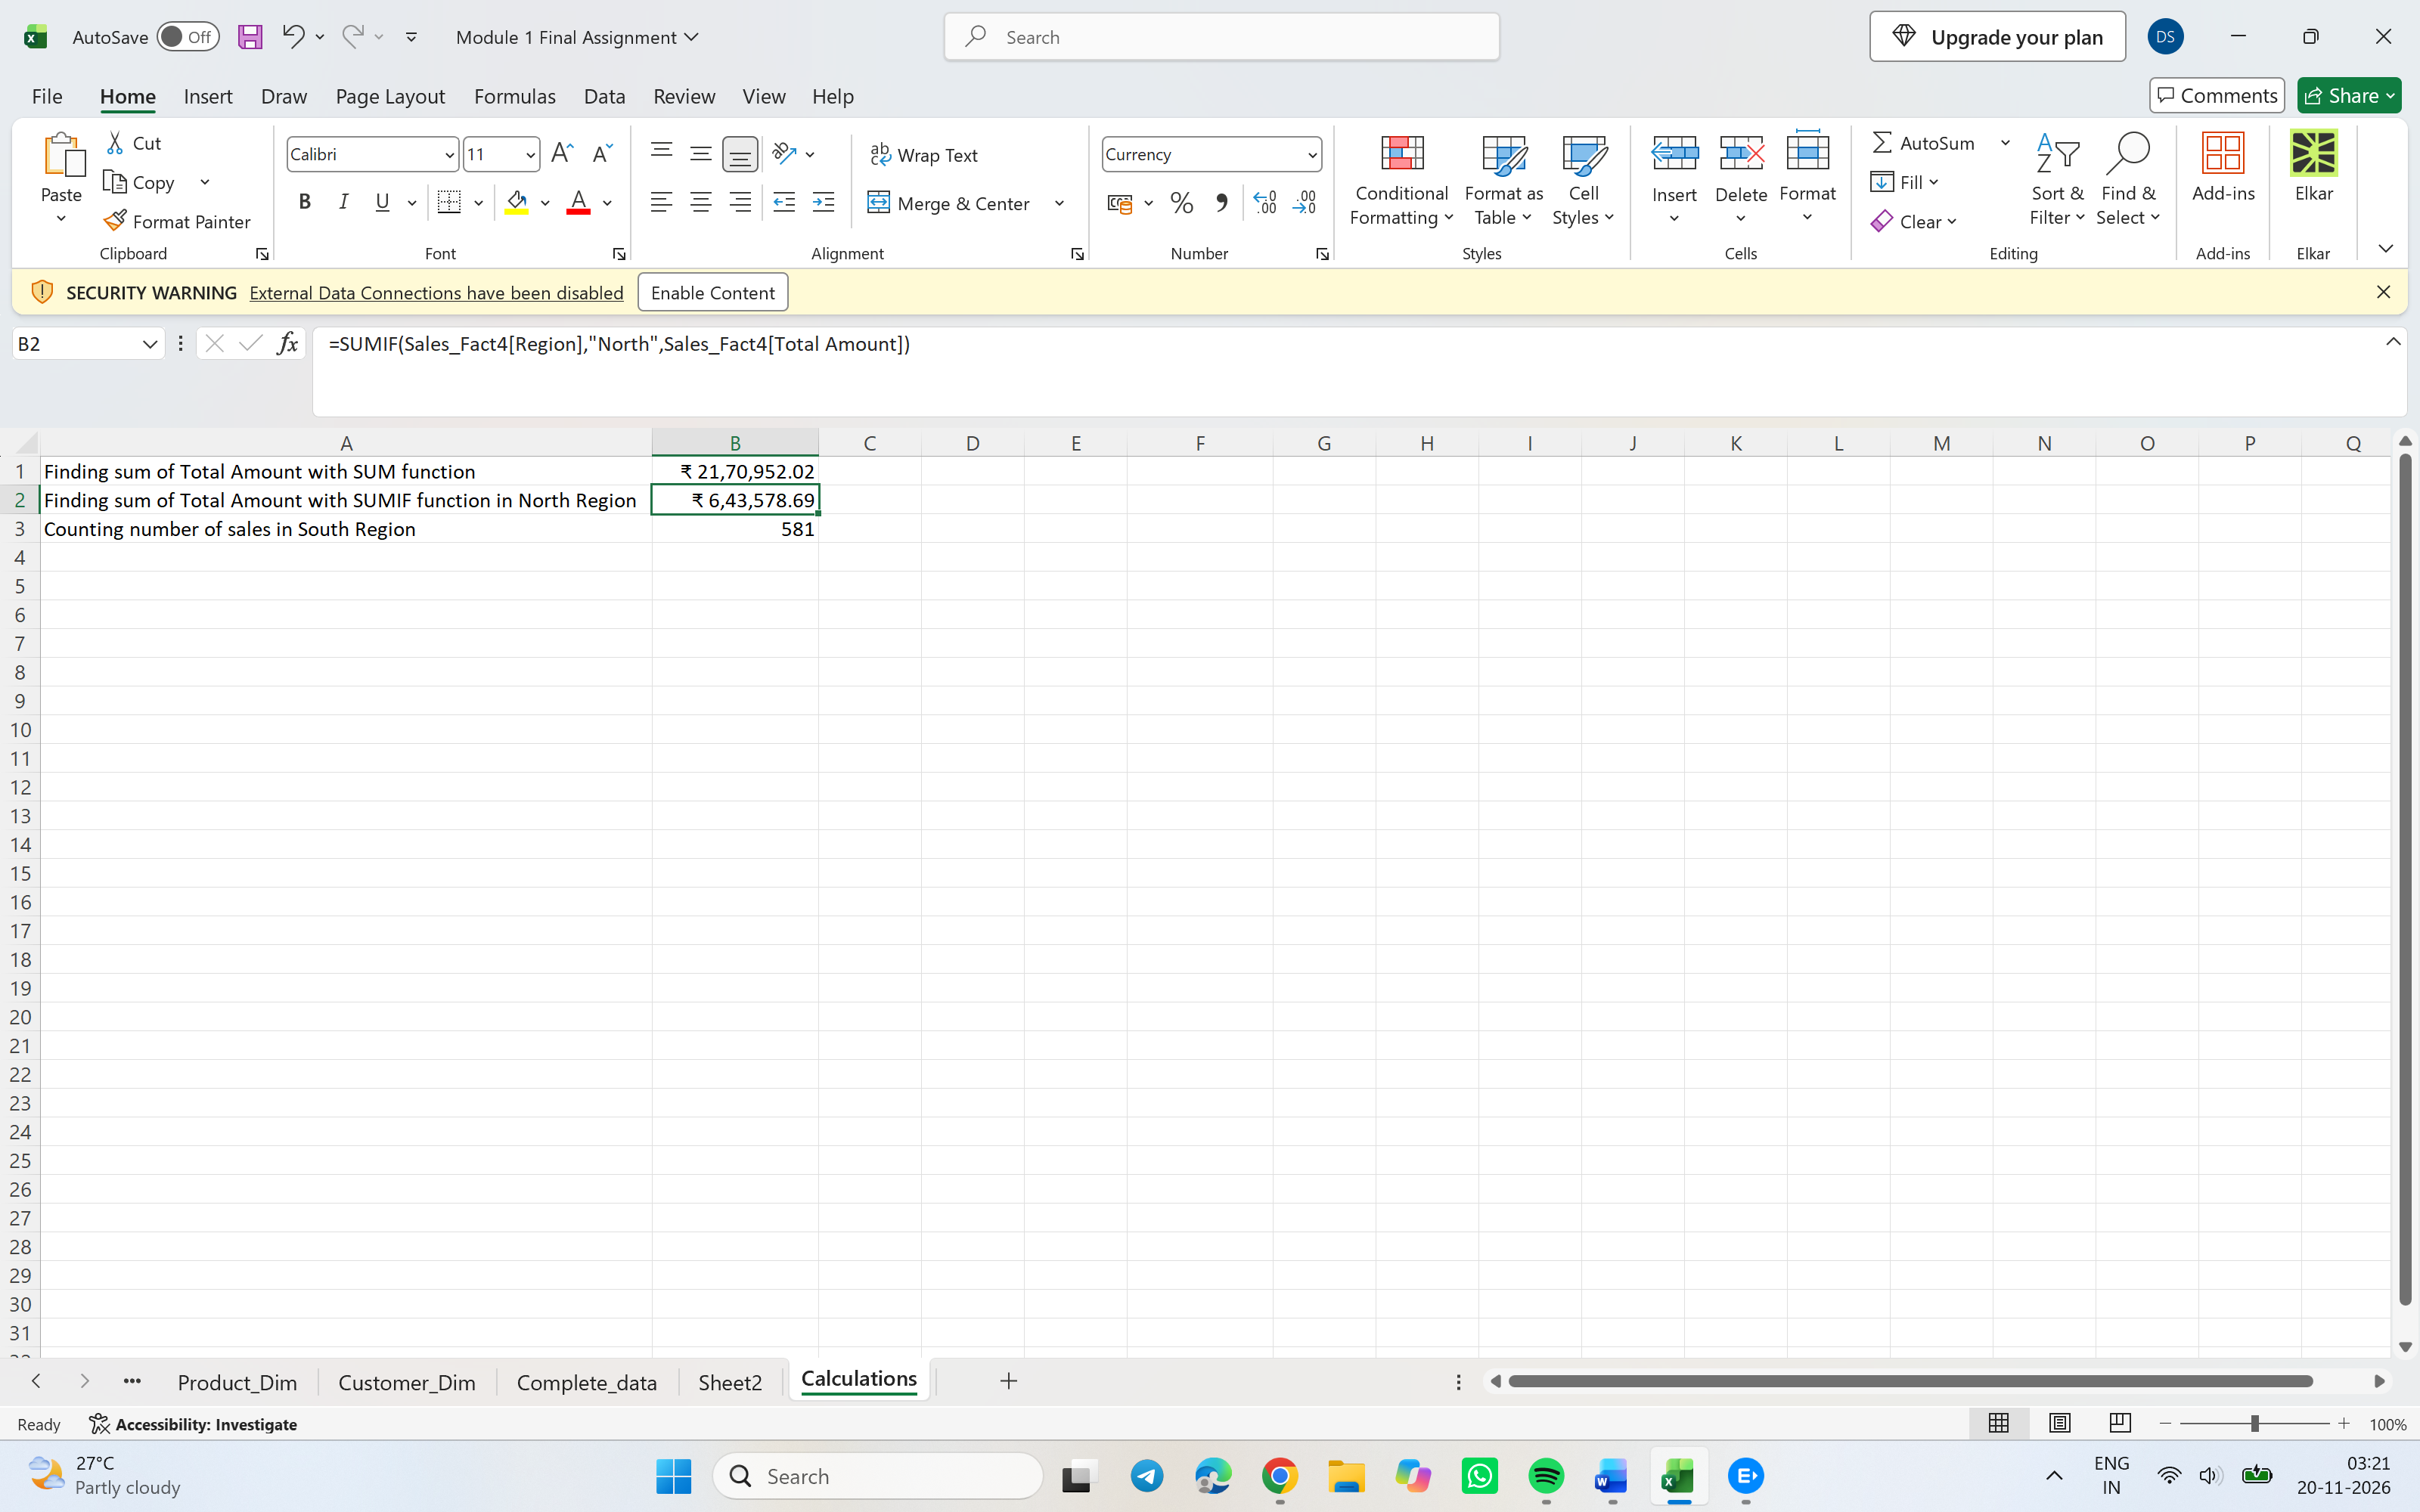 AutoSave Off Module 1 Final Assignment Search Upgrade your plan DS
File Home Insert Draw Page Layout Formulas Data Review View Help Comments Share
Paste Cut Copy Format Painter Clipboard
Calibri 11 B I U A Font
Wrap Text Merge & Center Alignment
Currency % Number
Conditional Formatting Format as Table Cell Styles Styles
Insert Delete Format Cells
AutoSum Fill Clear Sort & Filter Find & Select Editing
Add-ins Add-ins
Elkar Elkar
SECURITY WARNING External Data Connections have been disabled Enable Content
B2 fx =SUMIF(Sales_Fact4[Region],"North",Sales_Fact4[Total Amount])
A B C D E F G H I J K L M N O P Q
1 Finding sum of Total Amount with SUM function ₹ 21,70,952.02
2 Finding sum of Total Amount with SUMIF function in North Region ₹ 6,43,578.69
3 Counting number of sales in South Region 581
4
5
6
7
8
9
10
11
12
13
14
15
16
17
18
19
20
21
22
23
24
25
26
27
28
29
30
31
Product_Dim Customer_Dim Complete_data Sheet2 Calculations
Ready Accessibility: Investigate 100%
27°C
Partly cloudy
Search
ENG
IN
03:21
20-11-2026